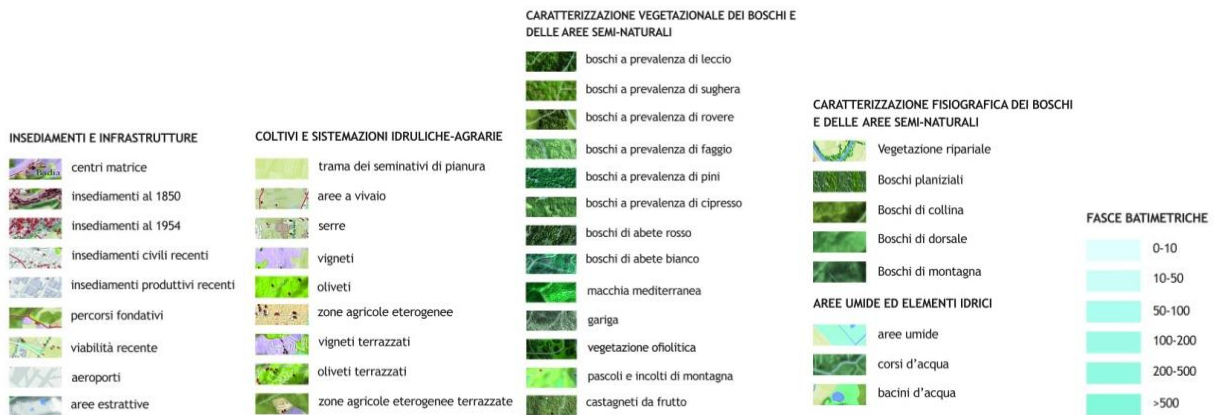 INSEDIAMENTI E INFRASTRUTTURE
centri matrice
insediamenti al 1850
insediamenti al 1954
insediamenti civili recenti
insediamenti produttivi recenti
percorsi fondativi
viabilità recente
aeroporti
aree estrattive
COLTIVI E SISTEMAZIONI IDRULICHE-AGRARIE
trama dei seminativi di pianura
aree a vivaio
serre
vigneti
oliveti
zone agricole eterogenee
vigneti terrazzati
oliveti terrazzati
zone agricole eterogenee terrazzate
CARATTERIZZAZIONE VEGETAZIONALE DEI BOSCHI E
DELLE AREE SEMI-NATURALI
boschi a prevalenza di leccio
boschi a prevalenza di sughera
boschi a prevalenza di rovere
boschi a prevalenza di faggio
boschi a prevalenza di pini
boschi a prevalenza di cipresso
boschi di abete rosso
boschi di abete bianco
macchia mediterranea
gariga
vegetazione ofiolitica
pascoli e incolti di montagna
castagneti da frutto
CARATTERIZZAZIONE FISIOGRAFICA DEI BOSCHI
E DELLE AREE SEMI-NATURALI
Vegetazione ripariale
Boschi planiziali
Boschi di collina
Boschi di dorsale
Boschi di montagna
AREE UMIDE ED ELEMENTI IDRICI
aree umide
corsi d'acqua
bacini d'acqua
FASCE BATIMETRICHE
0-10
10-50
50-100
100-200
200-500
>500